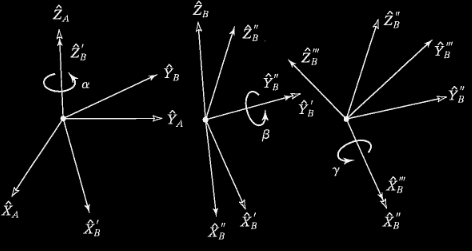 Ẑ_A
Ẑ′_B
α
Ŷ_B
Ŷ_A
X̂_A
X̂′_B
Ẑ_B
Ẑ″_B
Ŷ″_B
Ŷ′_B
β
X̂″_B
X̂′_B
Ẑ″_B
Ẑ‴_B
Ŷ‴_B
Ŷ″_B
γ
X̂‴_B
X̂″_B